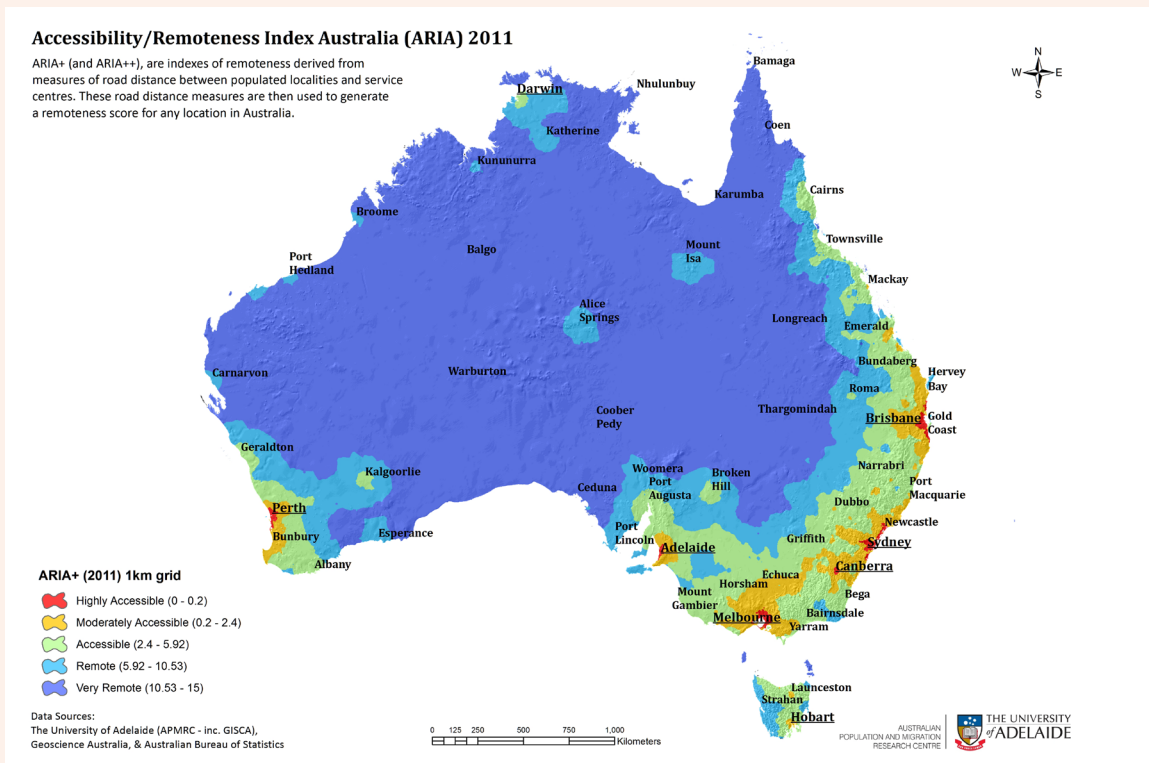 Accessibility/Remoteness Index Australia (ARIA) 2011
ARIA+ (and ARIA++), are indexes of remoteness derived from
measures of road distance between populated localities and service
centres. These road distance measures are then used to generate
a remoteness score for any location in Australia.
N
W E
S
Bamaga
Nhulunbuy
Darwin
Coen
Katherine
Kununurra
Cairns
Karumba
Broome
Townsville
Balgo
Mount
Isa
Port
Hedland
Mackay
Alice
Springs
Longreach
Emerald
Bundaberg
Carnarvon
Warburton
Hervey
Bay
Roma
Coober
Pedy
Thargomindah
Brisbane
Gold
Coast
Geraldton
Kalgoorlie
Woomera
Port
Augusta
Broken
Hill
Narrabri
Ceduna
Port
Macquarie
Dubbo
Perth
Newcastle
Bunbury
Esperance
Port
Lincoln
Adelaide
Griffith
Sydney
Albany
Canberra
Echuca
Horsham
Mount
Gambier
Bega
Melbourne
Bairnsdale
Yarram
Launceston
Strahan
Hobart
ARIA+ (2011) 1km grid
Highly Accessible (0 - 0.2)
Moderately Accessible (0.2 - 2.4)
Accessible (2.4 - 5.92)
Remote (5.92 - 10.53)
Very Remote (10.53 - 15)
Data Sources:
The University of Adelaide (APMRC - inc. GISCA),
Geoscience Australia, & Australian Bureau of Statistics
0 125 250 500 750 1,000
Kilometers
AUSTRALIAN
POPULATION AND MIGRATION
RESEARCH CENTRE
THE UNIVERSITY
of ADELAIDE